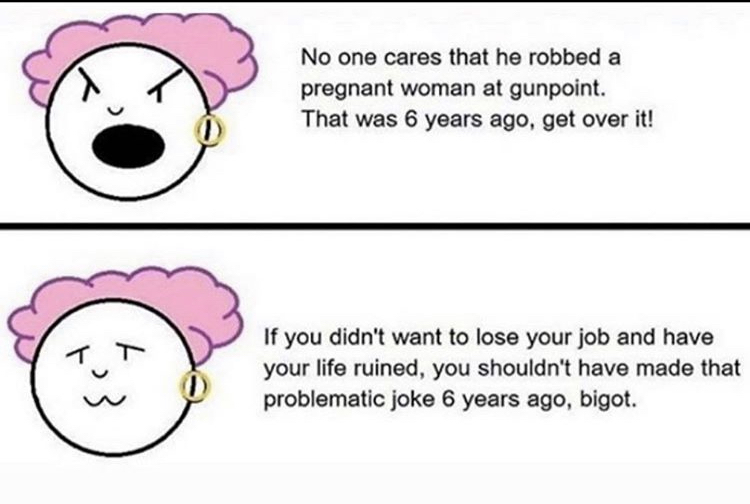 No one cares that he robbed a
pregnant woman at gunpoint.
That was 6 years ago, get over it!
If you didn't want to lose your job and have
your life ruined, you shouldn't have made that
problematic joke 6 years ago, bigot.